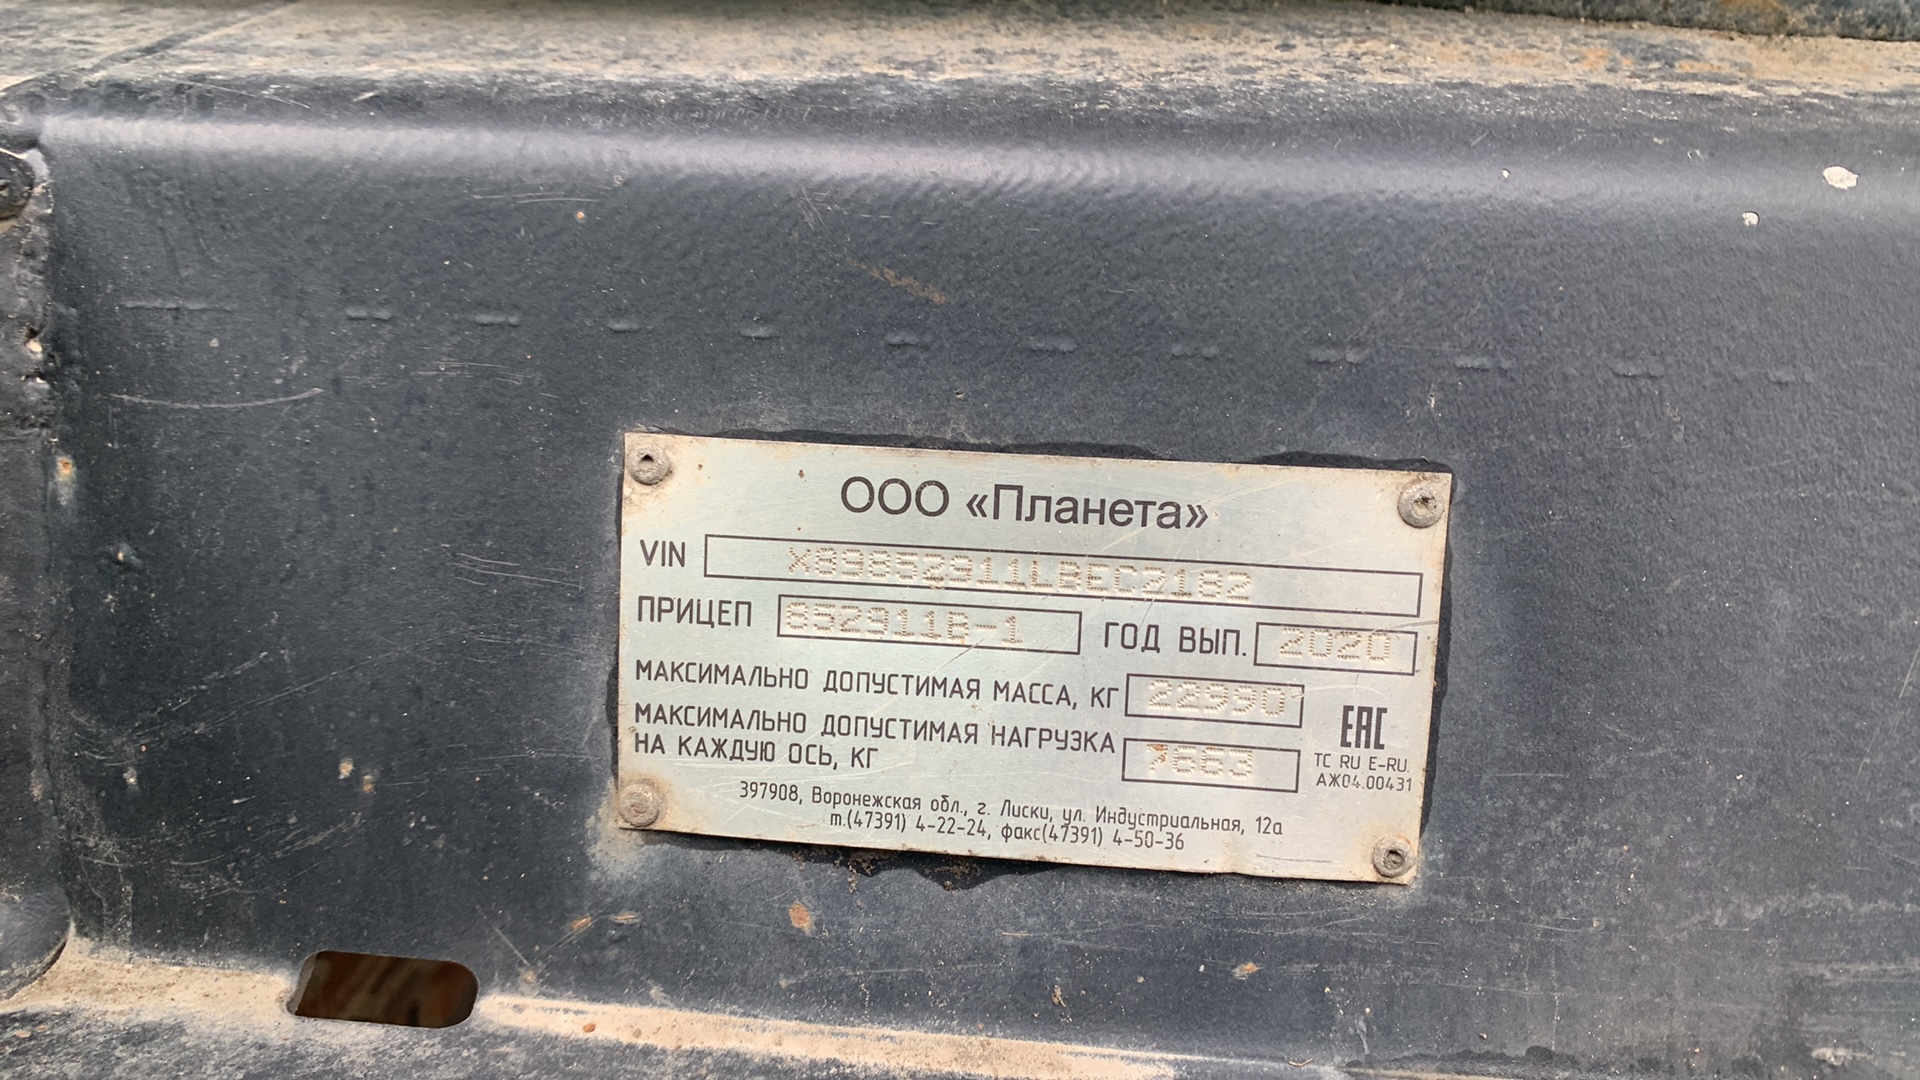 ООО «Планета»
VIN X89852911LBEC2182
ПРИЦЕП 852911В-1 ГОД ВЫП. 2020
МАКСИМАЛЬНО ДОПУСТИМАЯ МАССА, КГ 22990
МАКСИМАЛЬНО ДОПУСТИМАЯ НАГРУЗКА
НА КАЖДУЮ ОСЬ, КГ 7663
EAC
ТС RU E-RU.
АЖ04.00431
397908, Воронежская обл., г. Лиски, ул. Индустриальная, 12а
т.(47391) 4-22-24, факс(47391) 4-50-36